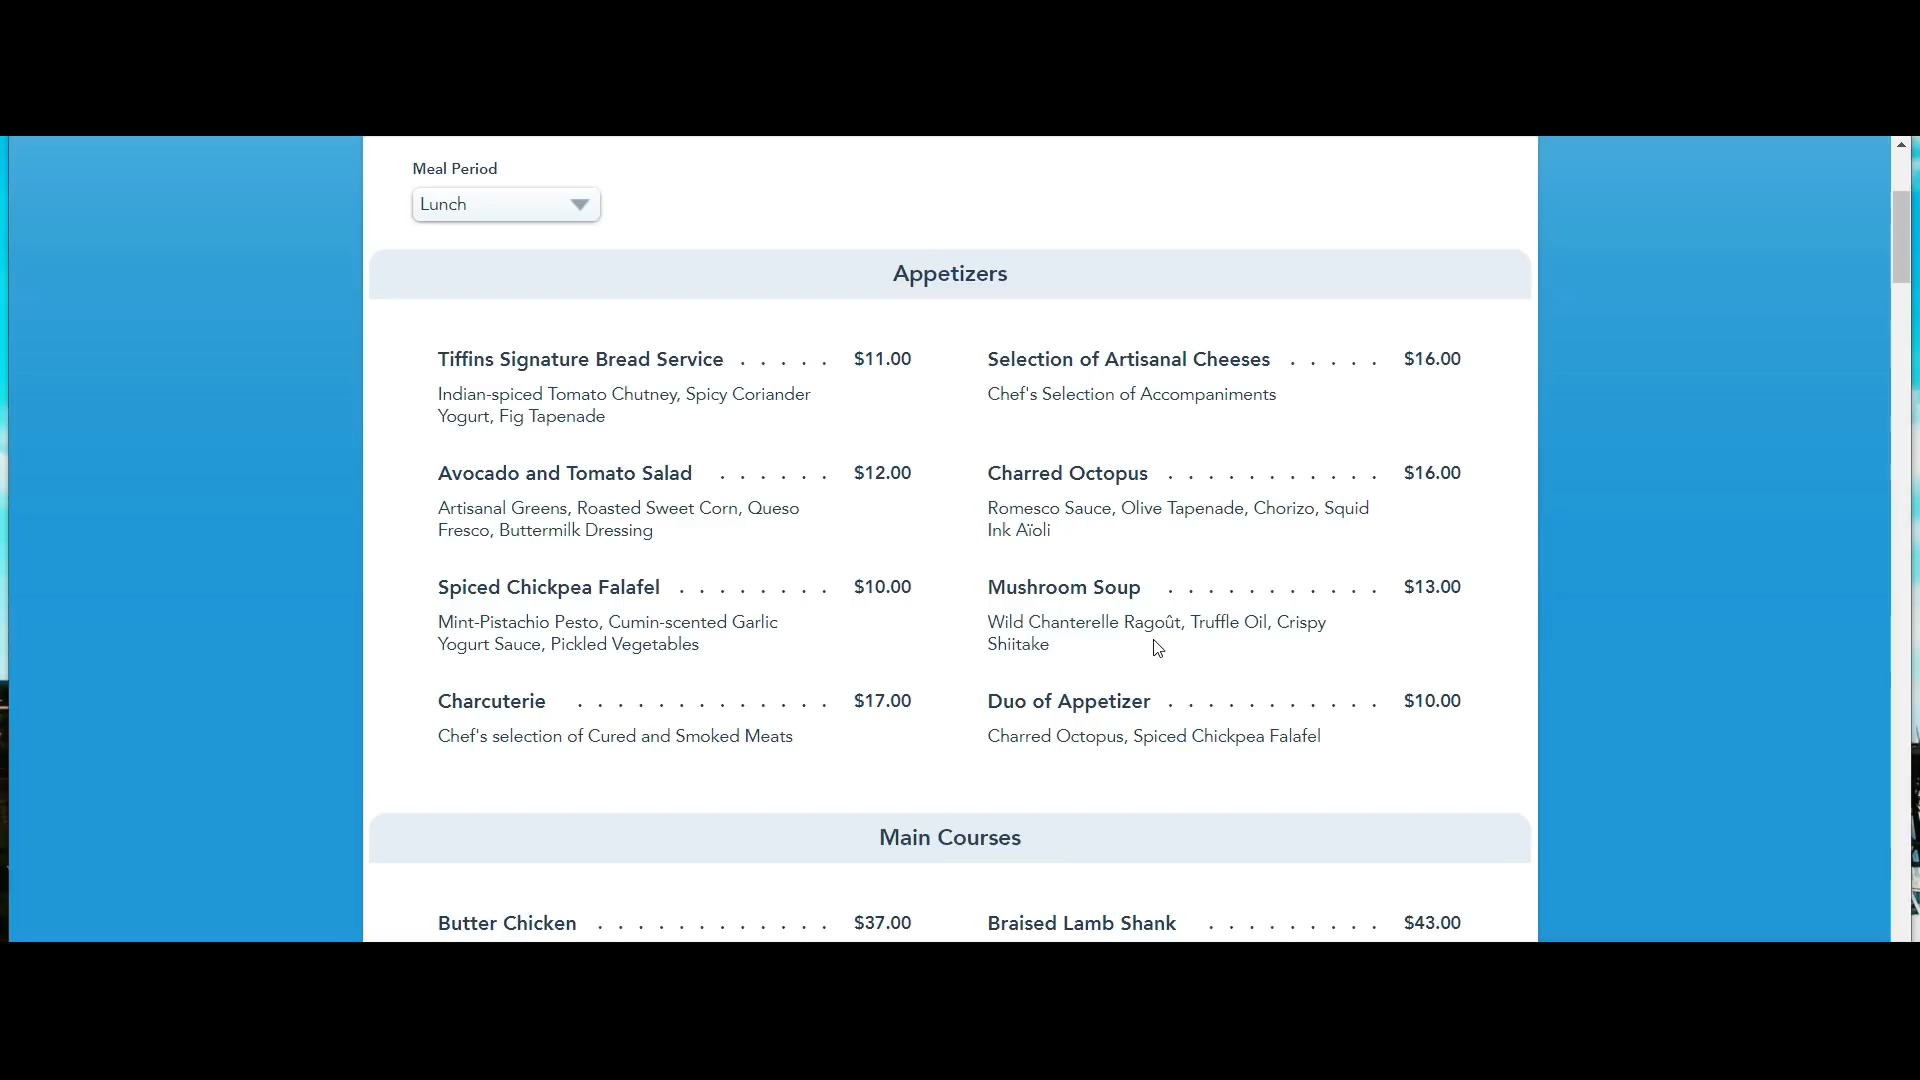 Meal Period
Lunch
Appetizers
Tiffins Signature Bread Service . . . . . $11.00
Indian-spiced Tomato Chutney, Spicy Coriander
Yogurt, Fig Tapenade
Selection of Artisanal Cheeses . . . . . $16.00
Chef's Selection of Accompaniments
Avocado and Tomato Salad . . . . . . $12.00
Artisanal Greens, Roasted Sweet Corn, Queso
Fresco, Buttermilk Dressing
Charred Octopus . . . . . . . . . . . $16.00
Romesco Sauce, Olive Tapenade, Chorizo, Squid
Ink Aïoli
Spiced Chickpea Falafel . . . . . . . . $10.00
Mint-Pistachio Pesto, Cumin-scented Garlic
Yogurt Sauce, Pickled Vegetables
Mushroom Soup . . . . . . . . . . . $13.00
Wild Chanterelle Ragoût, Truffle Oil, Crispy
Shiitake
Charcuterie . . . . . . . . . . . . . $17.00
Chef's selection of Cured and Smoked Meats
Duo of Appetizer . . . . . . . . . . . $10.00
Charred Octopus, Spiced Chickpea Falafel
Main Courses
Butter Chicken . . . . . . . . . . . . $37.00
Braised Lamb Shank . . . . . . . . . $43.00